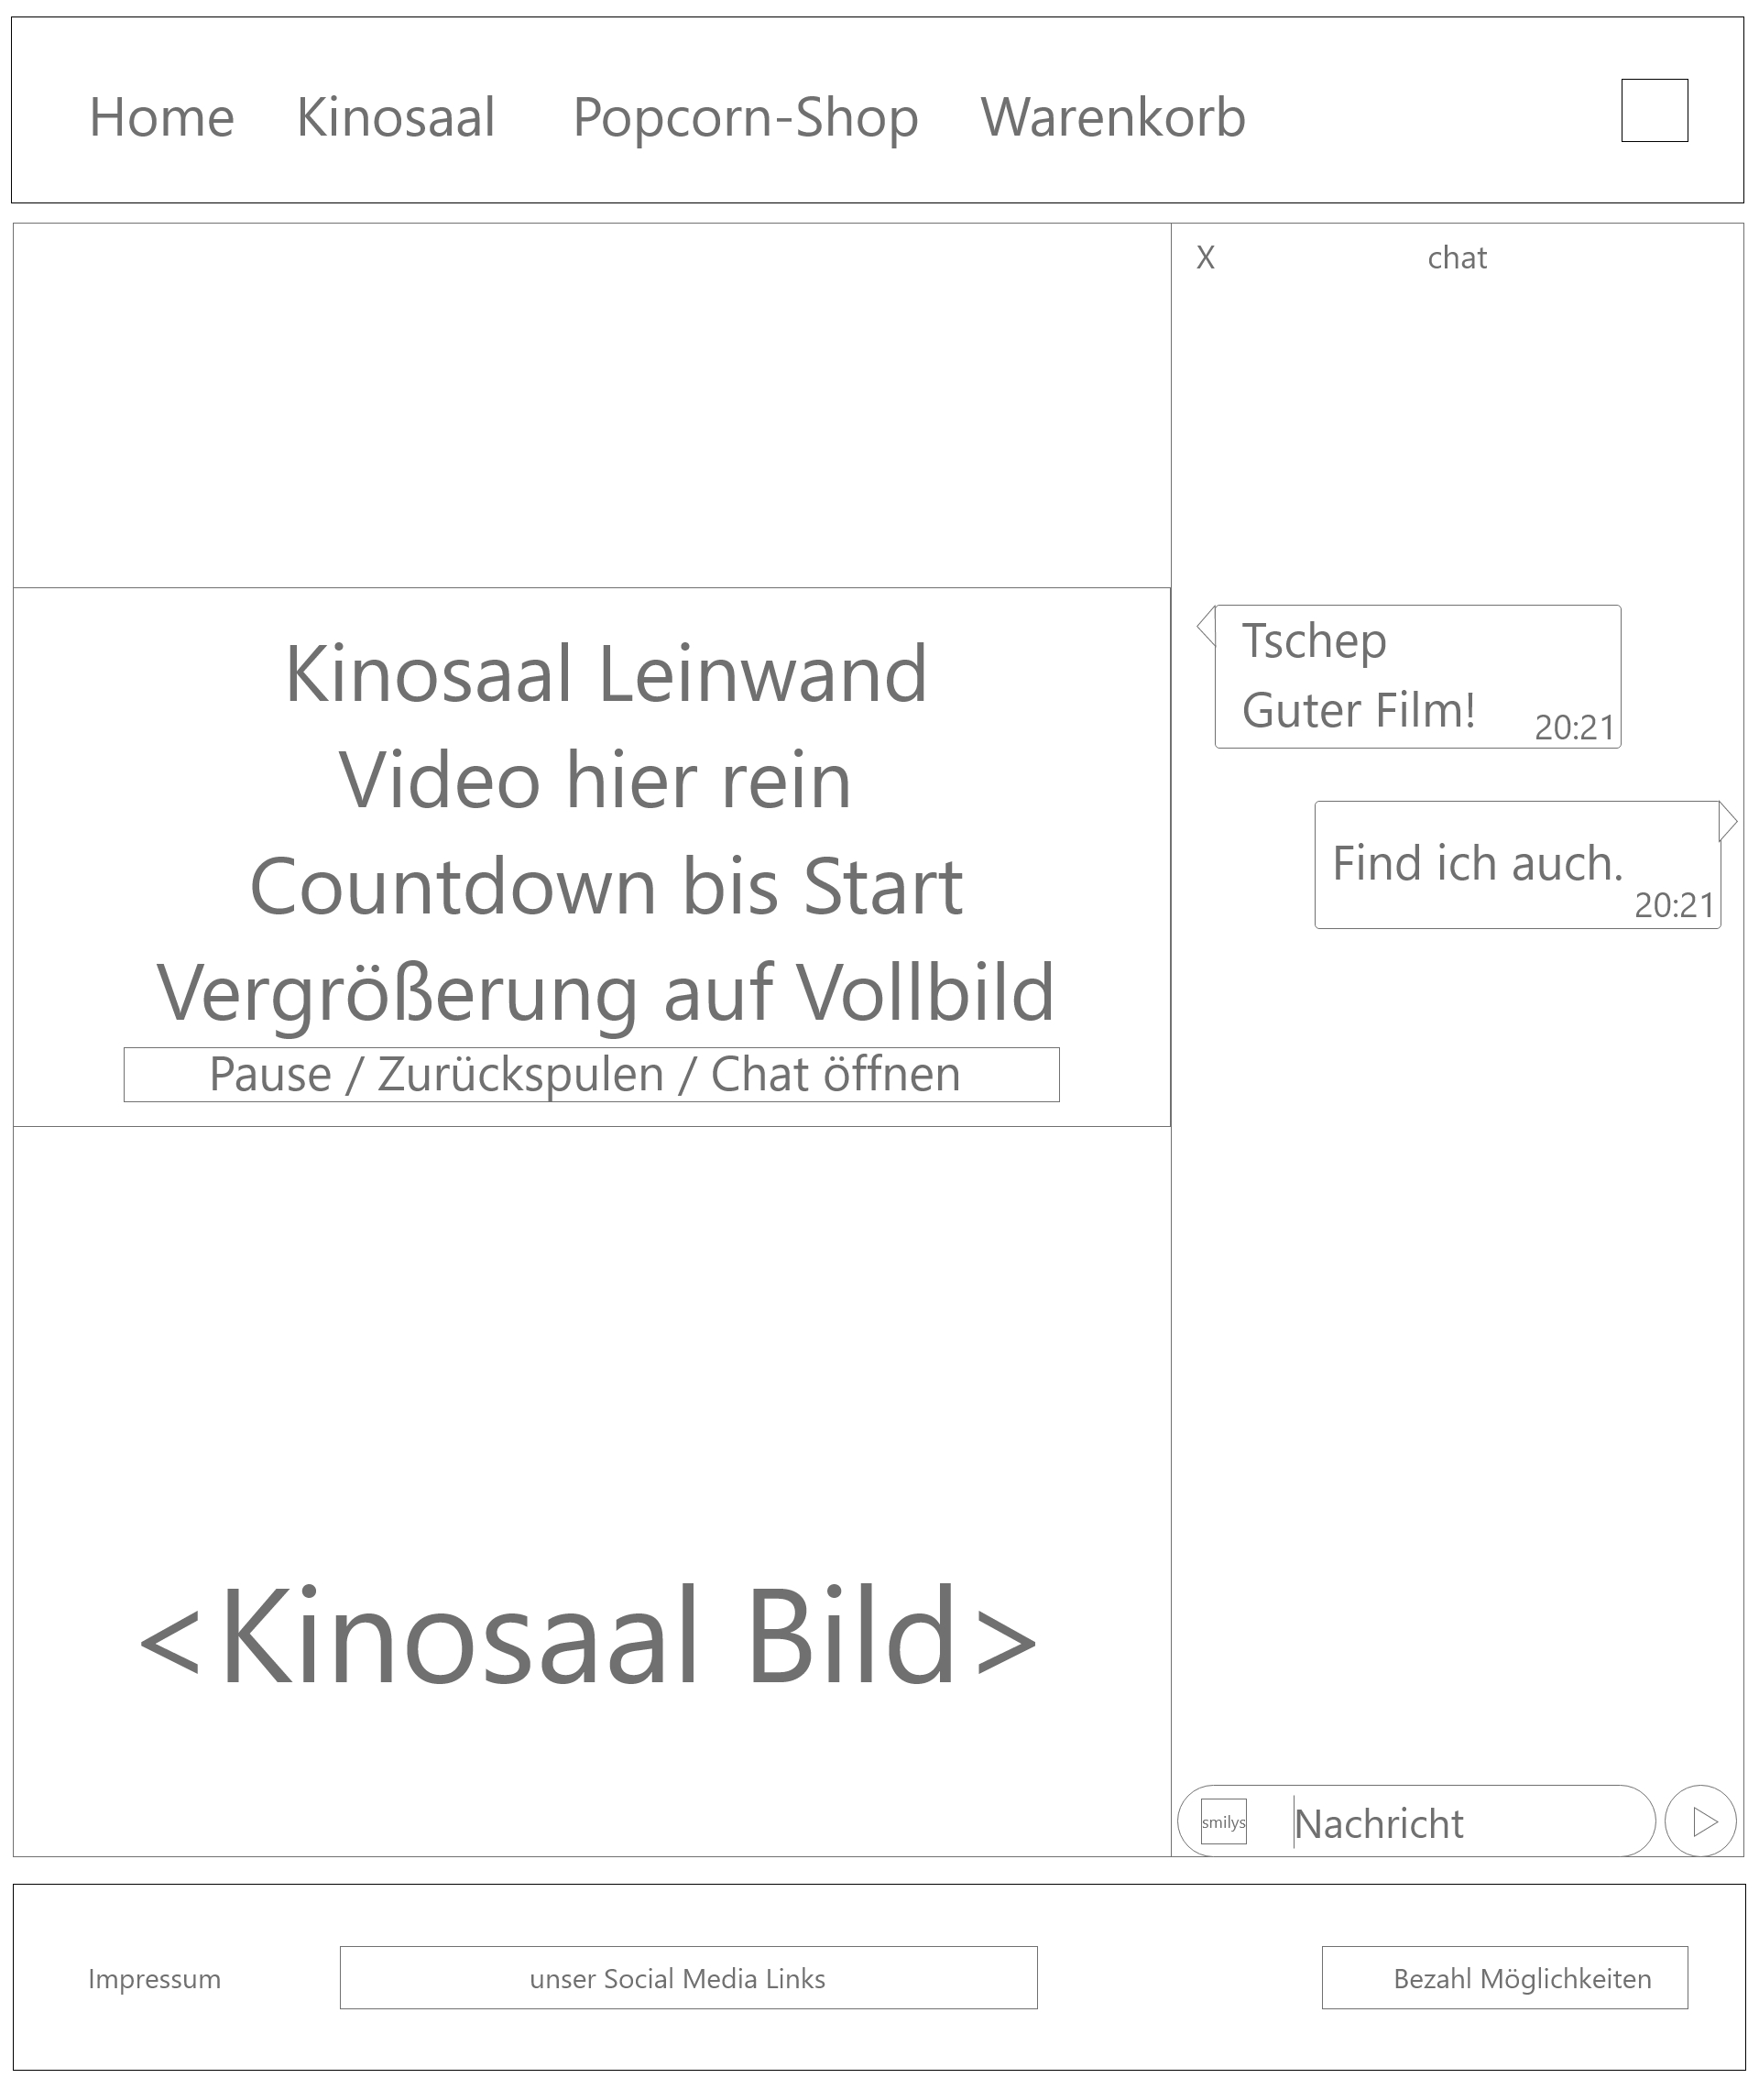 Home Kinosaal Popcorn-Shop Warenkorb
X chat
Kinosaal Leinwand
Video hier rein
Countdown bis Start
Vergrößerung auf Vollbild
Pause / Zurückspulen / Chat öffnen
<Kinosaal Bild>
Tschep
Guter Film!
20:21
Find ich auch.
20:21
smilys Nachricht
Impressum unser Social Media Links Bezahl Möglichkeiten